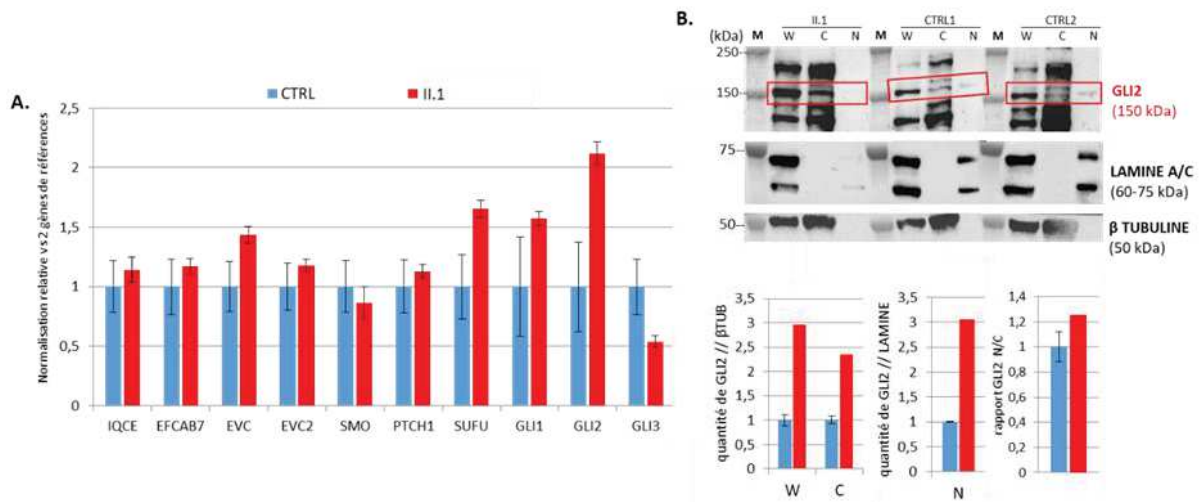 A.
CTRL II.1
Normalisation relative vs 2 gènes de références
2,5
2
1,5
1
0,5
0
IQCE EFCAB7 EVC EVC2 SMO PTCH1 SUFU GLI1 GLI2 GLI3
B.
II.1 CTRL1 CTRL2
(kDa) M W C N M W C N M W C N
250
150
GLI2
(150 kDa)
75
LAMINE A/C
(60-75 kDa)
50
β TUBULINE
(50 kDa)
quantité de GLI2 // βTUB
3,5
3
2,5
2
1,5
1
0,5
0
W C
quantité de GLI2 // LAMINE
3,5
3
2,5
2
1,5
1
0,5
0
N
rapport GLI2 N/C
1,4
1,2
1
0,8
0,6
0,4
0,2
0